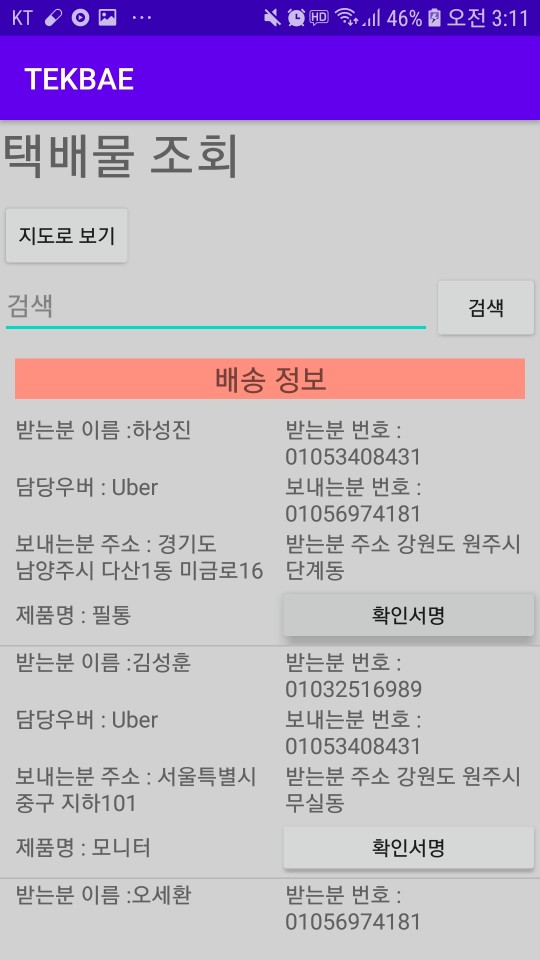 KT ··· HD 46% 오전 3:11
TEKBAE
택배물 조회
지도로 보기
검색 검색
배송 정보
받는분 이름 :하성진
받는분 번호 :
01053408431
담당우버 : Uber
보내는분 번호 :
01056974181
보내는분 주소 : 경기도
남양주시 다산1동 미금로16
받는분 주소 강원도 원주시
단계동
제품명 : 필통
확인서명
받는분 이름 :김성훈
받는분 번호 :
01032516989
담당우버 : Uber
보내는분 번호 :
01053408431
보내는분 주소 : 서울특별시
중구 지하101
받는분 주소 강원도 원주시
무실동
제품명 : 모니터
확인서명
받는분 이름 :오세환
받는분 번호 :
01056974181